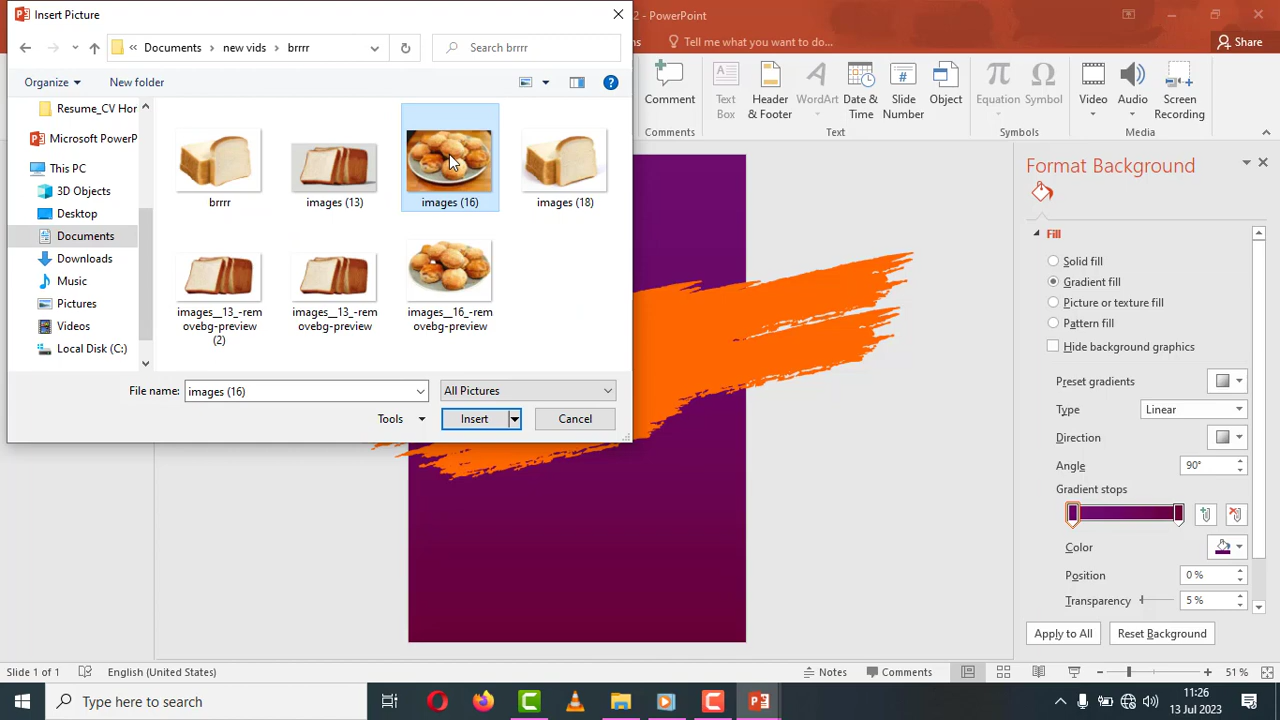 Insert Picture
2 - PowerPoint
Documents
new vids
brrrr
Search brrrr
ns
Tell me what you want to do...
Share
Organize
New folder
Comment
Text Box
Header & Footer
WordArt
Date & Time
Slide Number
Object
Equation
Symbol
Video
Audio
Screen Recording
Comments
Text
Symbols
Media
Resume_CV Hor
Microsoft PowerP
This PC
3D Objects
Desktop
Documents
Downloads
Music
Pictures
Videos
Local Disk (C:)
brrrr
images (13)
images (16)
images (18)
images__13_-rem
ovebg-preview
(2)
images__13_-rem
ovebg-preview
images__16_-rem
ovebg-preview
File name:
images (16)
All Pictures
Tools
Insert
Cancel
Format Background
Fill
Solid fill
Gradient fill
Picture or texture fill
Pattern fill
Hide background graphics
Preset gradients
Type
Linear
Direction
Angle
90°
Gradient stops
Color
Position
0 %
Transparency
5 %
Apply to All
Reset Background
Slide 1 of 1
English (United States)
Notes
Comments
51 %
Type here to search
11:26
13 Jul 2023